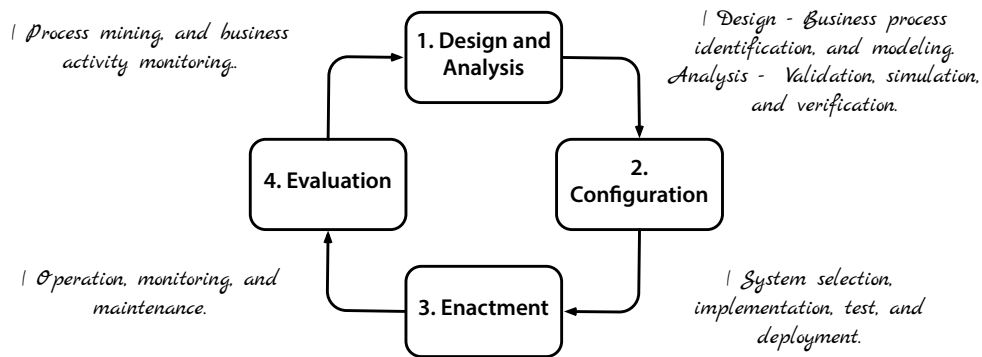 | Process mining, and business
activity monitoring..
1. Design and
Analysis
| Design - Business process
identification, and modeling.
Analysis - Validation, simulation,
and verification.
4. Evaluation
2.
Configuration
| Operation, monitoring, and
maintenance.
3. Enactment
| System selection,
implementation, test, and
deployment.